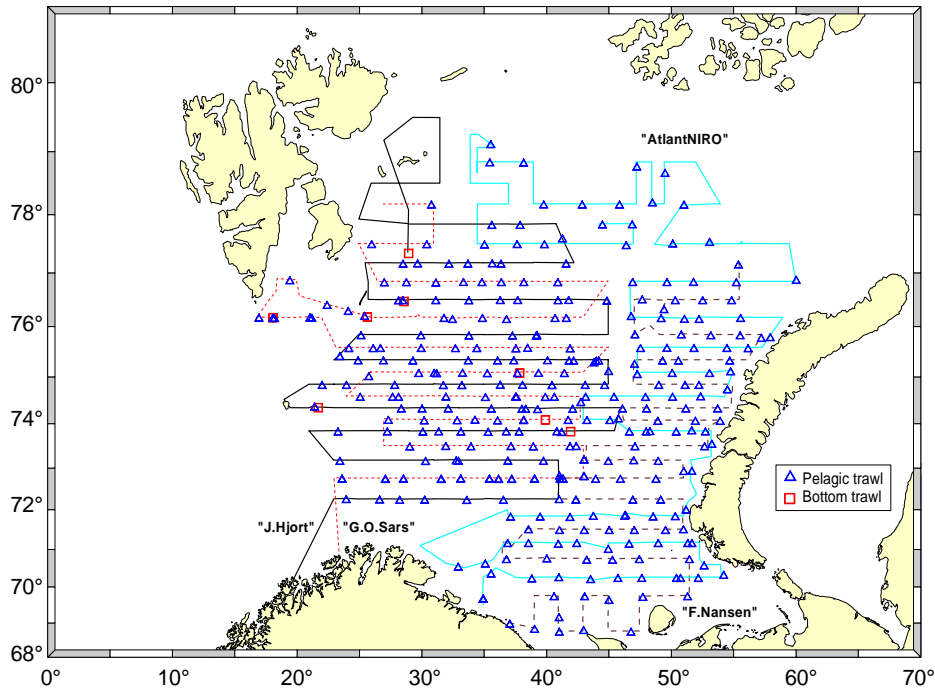 80°
"AtlantNIRO"
78°
76°
74°
72°
Pelagic trawl
Bottom trawl
"J.Hjort" "G.O.Sars"
70°
"F.Nansen"
68°
0° 10° 20° 30° 40° 50° 60° 70°